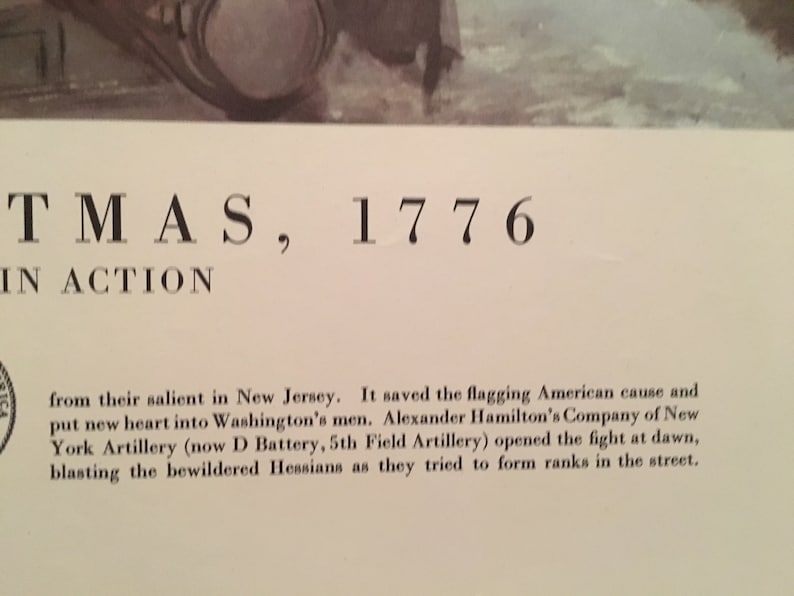 TMAS, 1776
IN ACTION
from their salient in New Jersey. It saved the flagging American cause and
put new heart into Washington's men. Alexander Hamilton's Company of New
York Artillery (now D Battery, 5th Field Artillery) opened the fight at dawn,
blasting the bewildered Hessians as they tried to form ranks in the street.